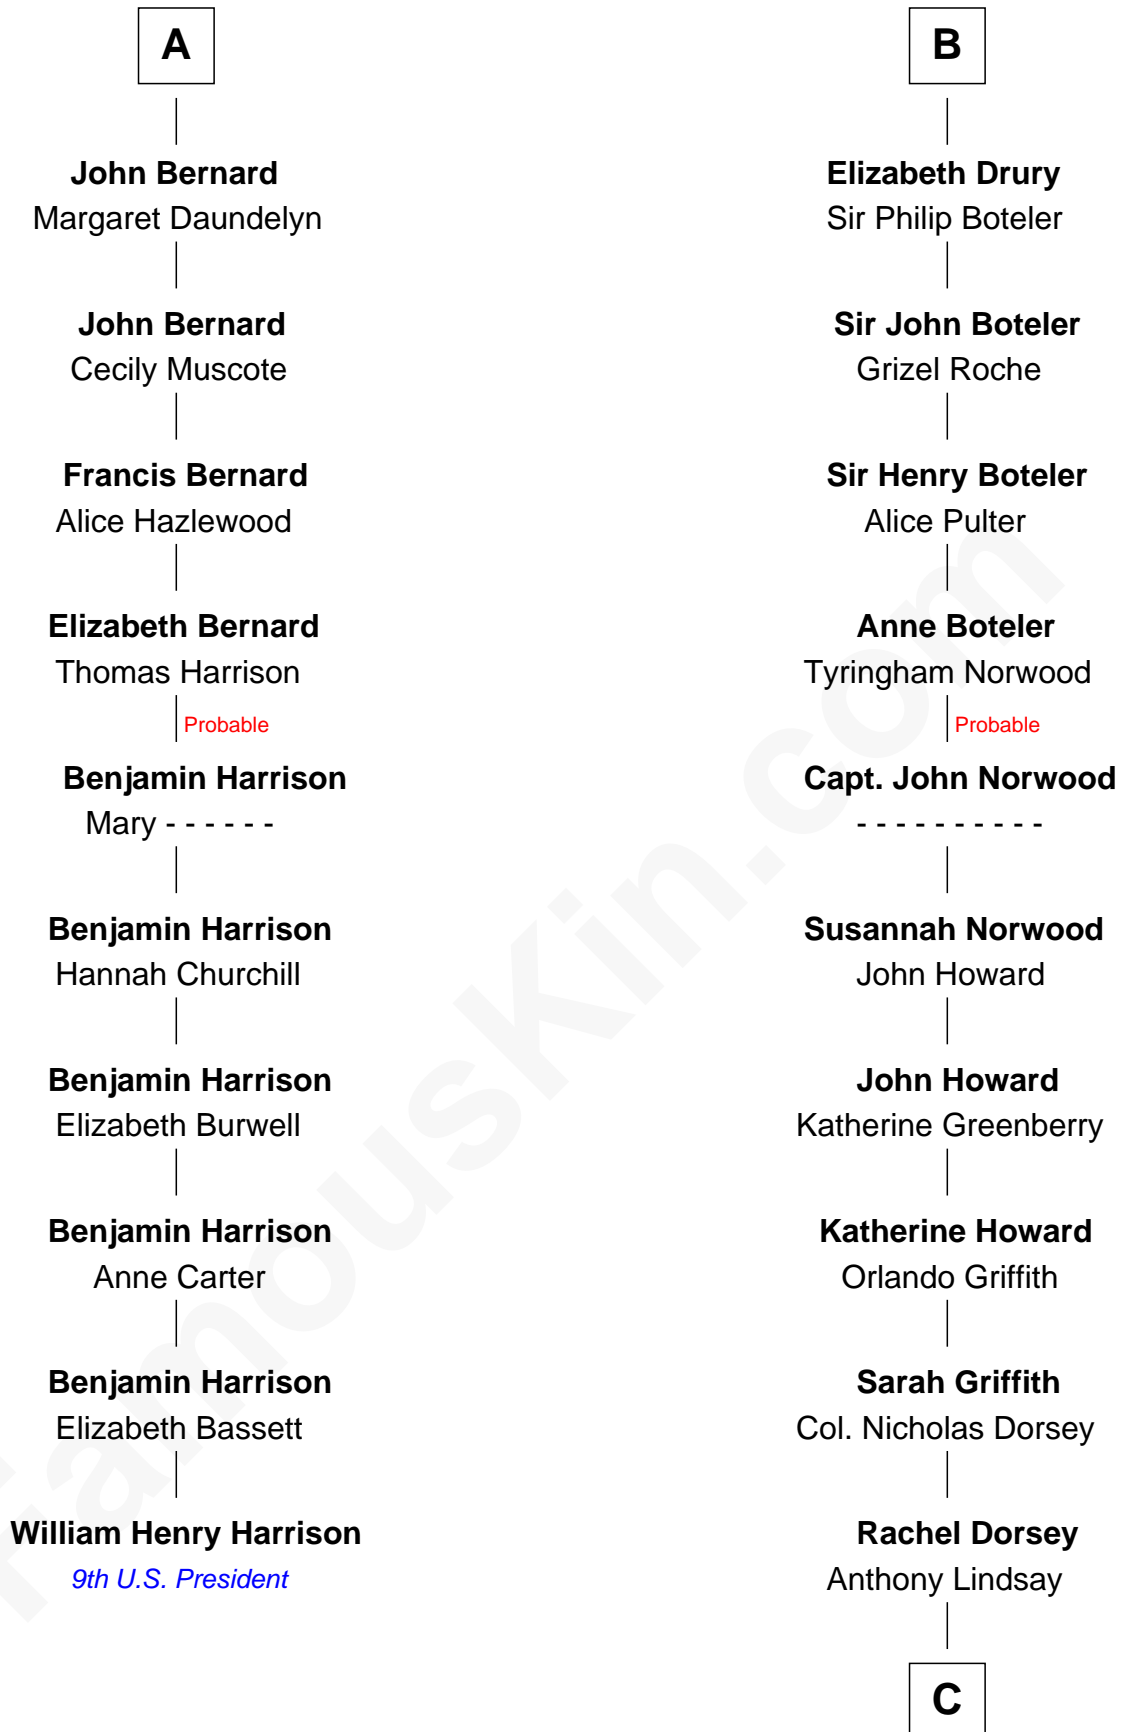 A
John Bernard
Margaret Daundelyn
John Bernard
Cecily Muscote
Francis Bernard
Alice Hazlewood
Elizabeth Bernard
Thomas Harrison
Probable
Benjamin Harrison
Mary - - - - - -
Benjamin Harrison
Hannah Churchill
Benjamin Harrison
Elizabeth Burwell
Benjamin Harrison
Anne Carter
Benjamin Harrison
Elizabeth Bassett
William Henry Harrison
9th U.S. President
B
Elizabeth Drury
Sir Philip Boteler
Sir John Boteler
Grizel Roche
Sir Henry Boteler
Alice Pulter
Anne Boteler
Tyringham Norwood
Probable
Capt. John Norwood
- - - - - - - - - -
Susannah Norwood
John Howard
John Howard
Katherine Greenberry
Katherine Howard
Orlando Griffith
Sarah Griffith
Col. Nicholas Dorsey
Rachel Dorsey
Anthony Lindsay
C
FamousKin.com